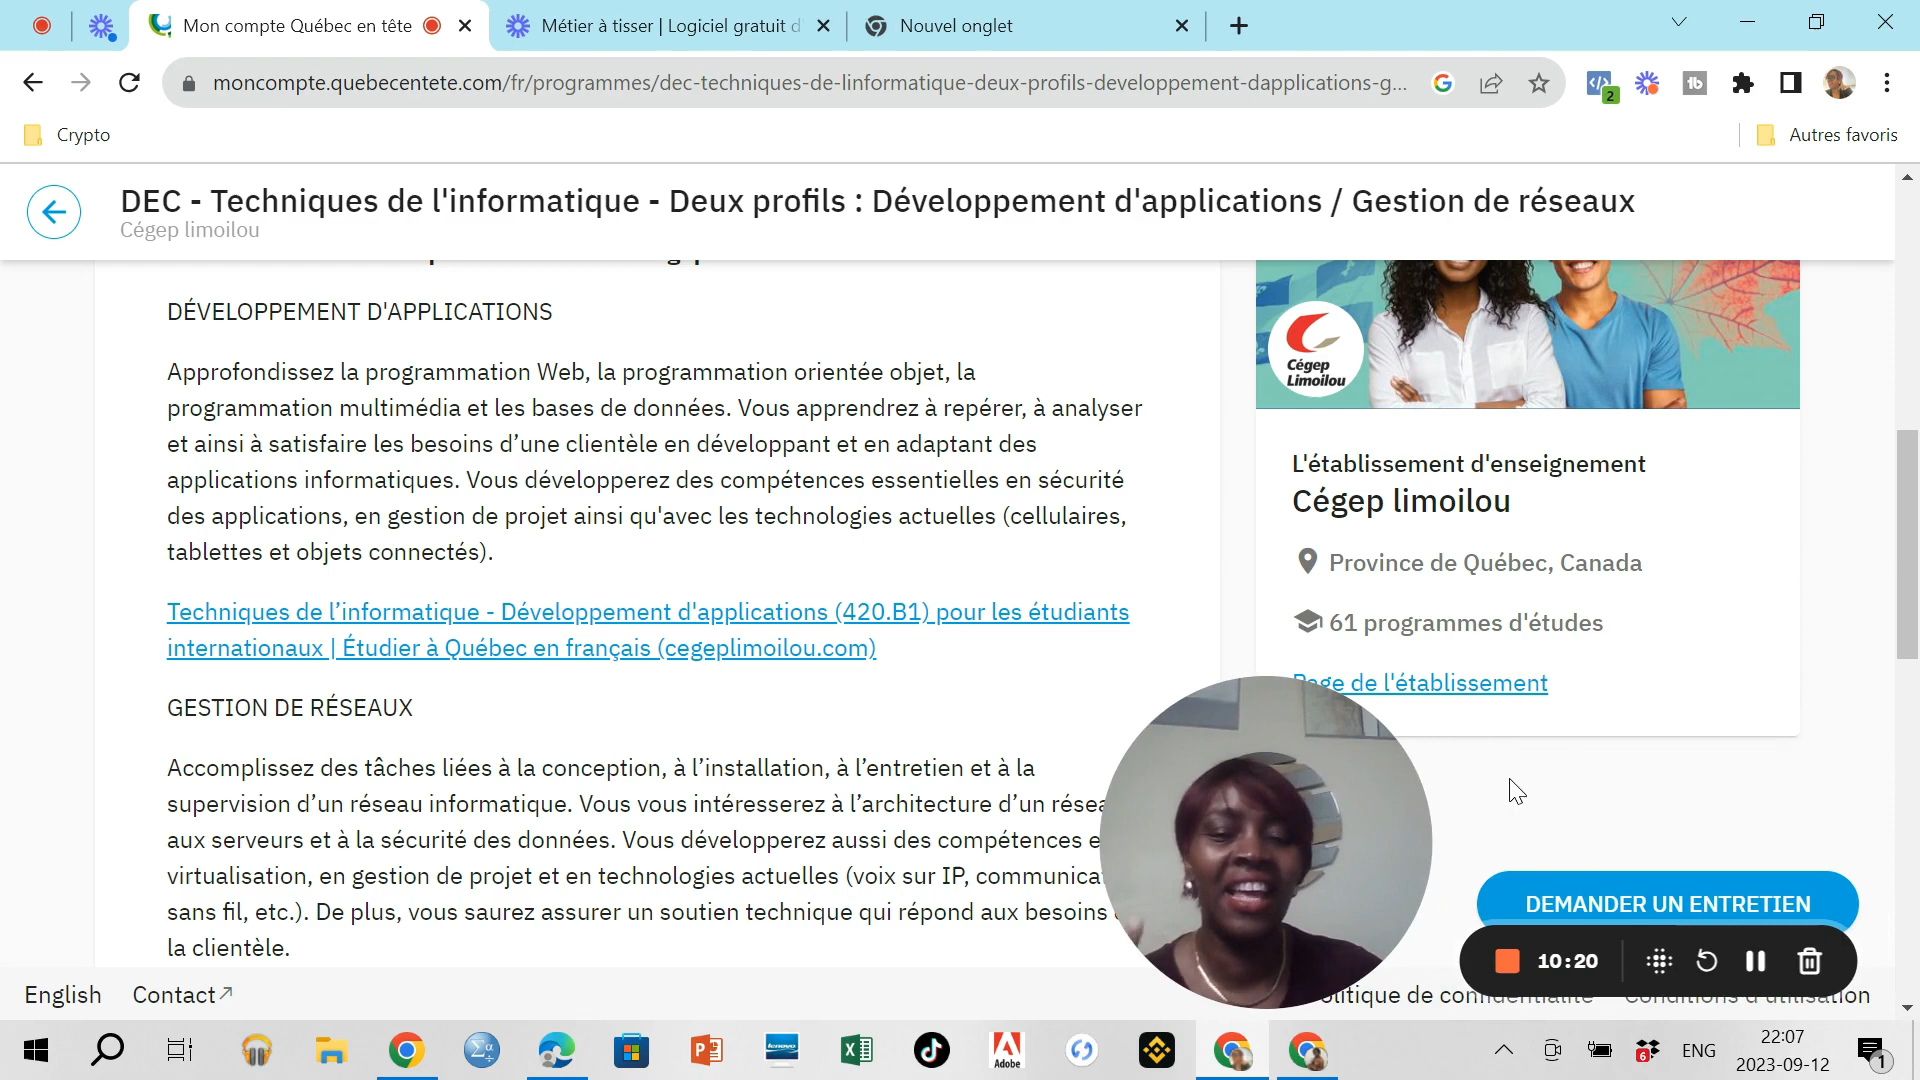 Mon compte Québec en tête
Métier à tisser | Logiciel gratuit d
Nouvel onglet
moncompte.quebecentete.com/fr/programmes/dec-techniques-de-linformatique-deux-profils-developpement-dapplications-g...
2
Crypto
Autres favoris
DEC - Techniques de l'informatique - Deux profils : Développement d'applications / Gestion de réseaux
Cégep limoilou
DÉVELOPPEMENT D'APPLICATIONS
Approfondissez la programmation Web, la programmation orientée objet, la
programmation multimédia et les bases de données. Vous apprendrez à repérer, à analyser
et ainsi à satisfaire les besoins d’une clientèle en développant et en adaptant des
applications informatiques. Vous développerez des compétences essentielles en sécurité
des applications, en gestion de projet ainsi qu'avec les technologies actuelles (cellulaires,
tablettes et objets connectés).
Techniques de l’informatique - Développement d'applications (420.B1) pour les étudiants
internationaux | Étudier à Québec en français (cegeplimoilou.com)
GESTION DE RÉSEAUX
Accomplissez des tâches liées à la conception, à l’installation, à l’entretien et à la
supervision d’un réseau informatique. Vous vous intéresserez à l’architecture d’un résea
aux serveurs et à la sécurité des données. Vous développerez aussi des compétences e
virtualisation, en gestion de projet et en technologies actuelles (voix sur IP, communica
sans fil, etc.). De plus, vous saurez assurer un soutien technique qui répond aux besoins
la clientèle.
Cégep
Limoilou
L'établissement d'enseignement
Cégep limoilou
Province de Québec, Canada
61 programmes d'études
Page de l'établissement
DEMANDER UN ENTRETIEN
10:20
English
Contact
olitique de confidentialité
Conditions d'utilisation
Adobe
lenovo
6
ENG
22:07
2023-09-12
1